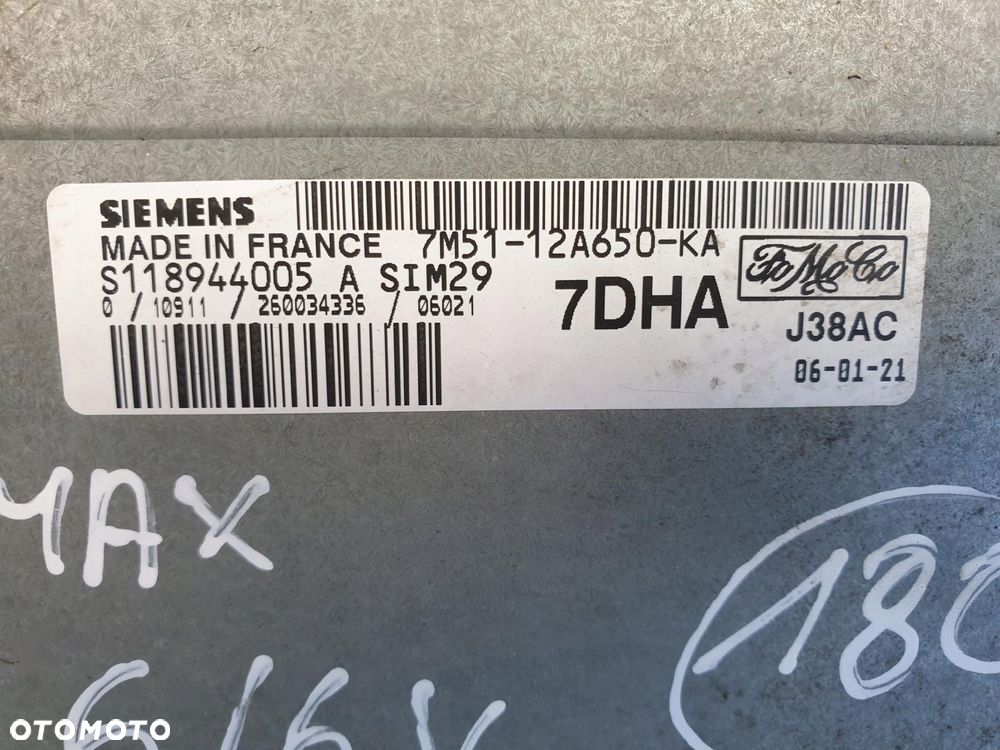 SIEMENS
MADE IN FRANCE 7M51-12A650-KA
S118944005 A SIM29
0 / 10911 / 260034336 / 06021
7DHA
FoMoCo
J38AC
06-01-21
MAX
180
OTOMOTO